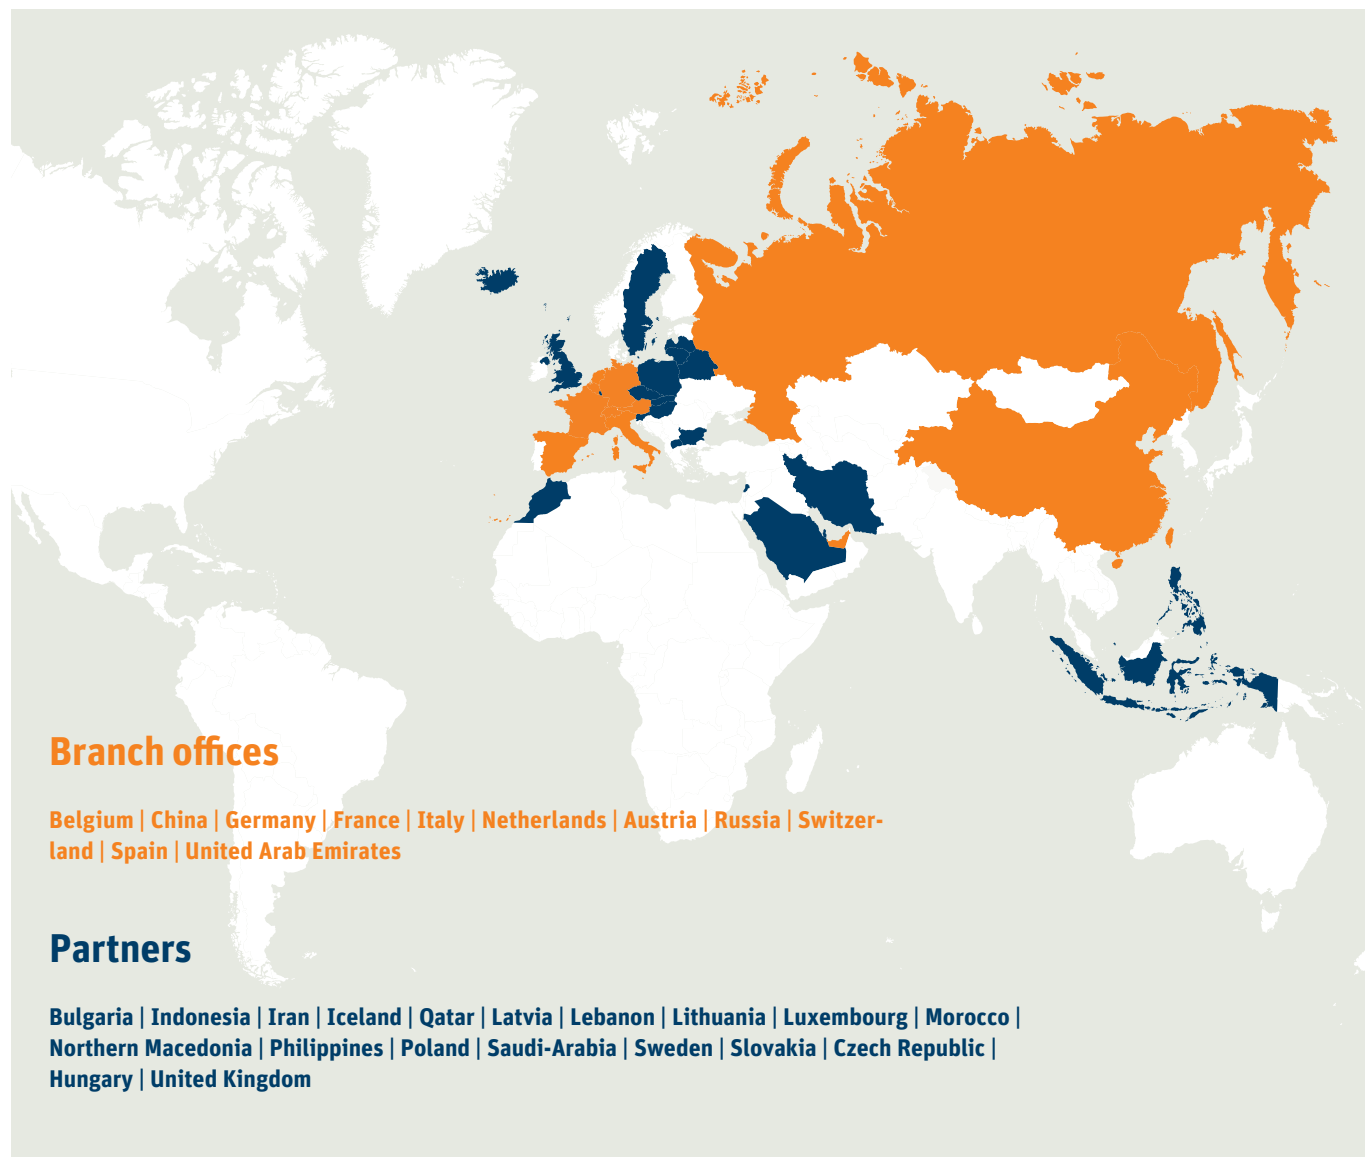 Branch offices
Belgium | China | Germany | France | Italy | Netherlands | Austria | Russia | Switzer-
land | Spain | United Arab Emirates
Partners
Bulgaria | Indonesia | Iran | Iceland | Qatar | Latvia | Lebanon | Lithuania | Luxembourg | Morocco |
Northern Macedonia | Philippines | Poland | Saudi-Arabia | Sweden | Slovakia | Czech Republic |
Hungary | United Kingdom